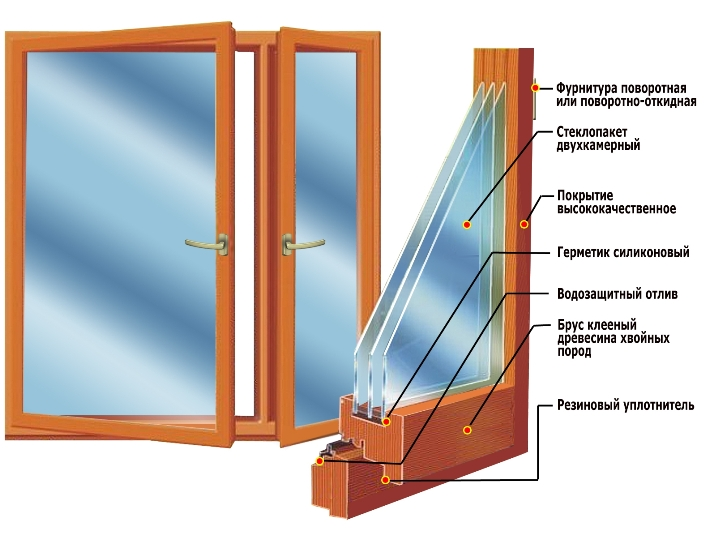 Фурнитура поворотная
или поворотно-откидная
Стеклопакет
двухкамерный
Покрытие
высококачественное
Герметик силиконовый
Водозащитный отлив
Брус клееный
древесина хвойных
пород
Резиновый уплотнитель